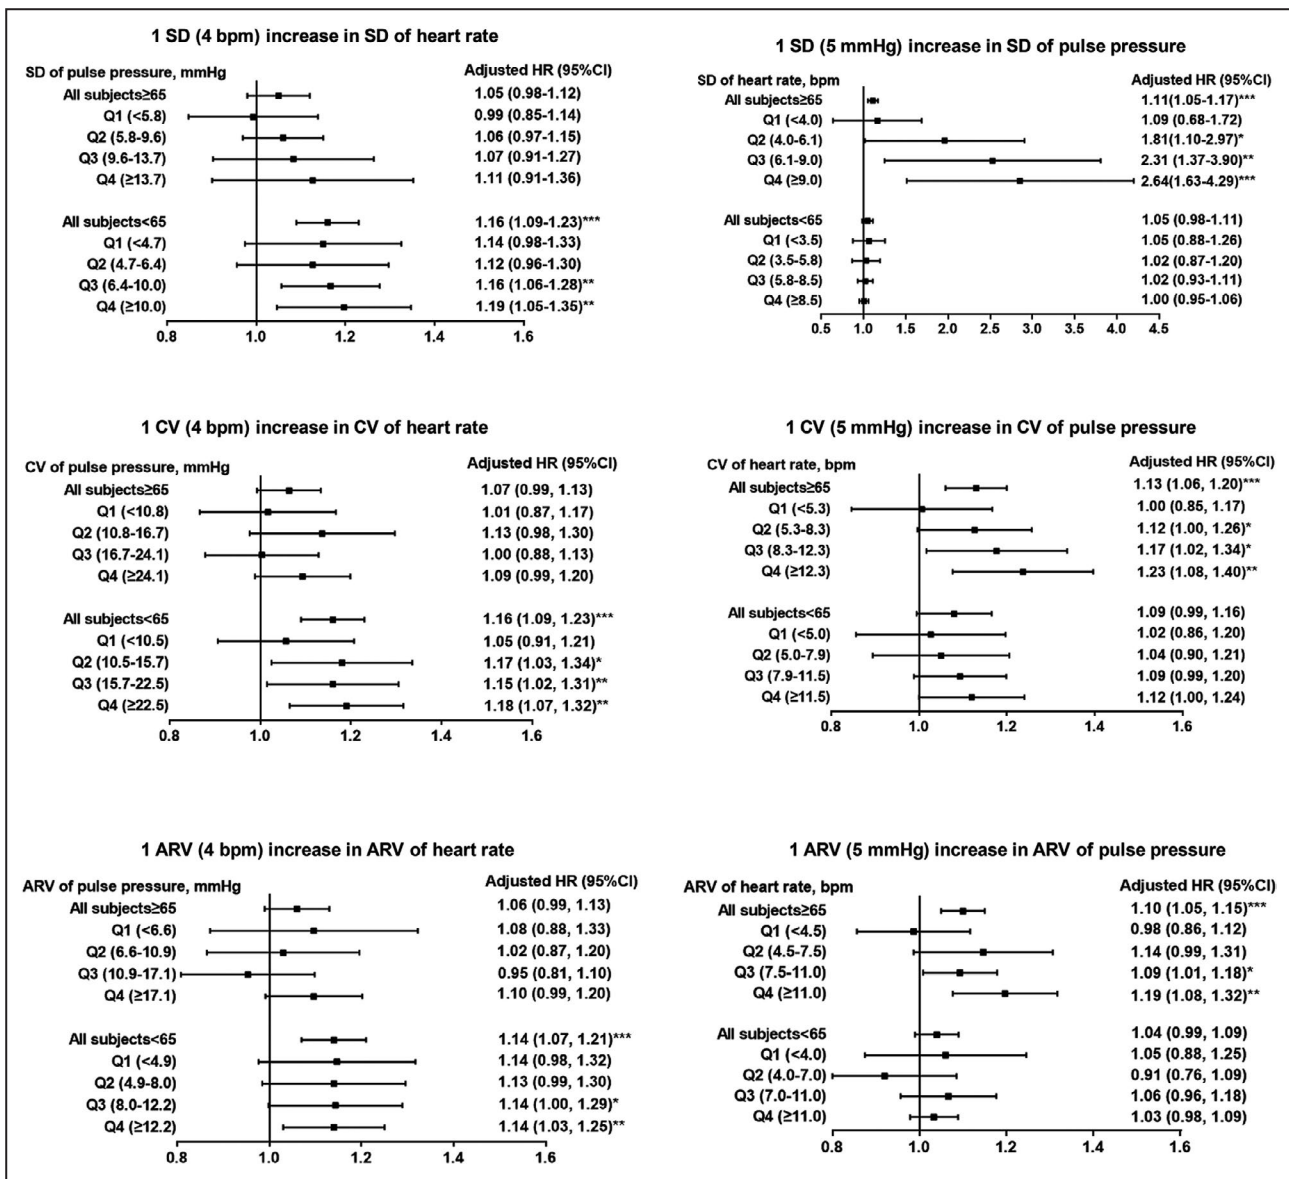 1 SD (4 bpm) increase in SD of heart rate
SD of pulse pressure, mmHg Adjusted HR (95%CI)
All subjects≥65 1.05 (0.98-1.12)
Q1 (<5.8) 0.99 (0.85-1.14)
Q2 (5.8-9.6) 1.06 (0.97-1.15)
Q3 (9.6-13.7) 1.07 (0.91-1.27)
Q4 (≥13.7) 1.11 (0.91-1.36)
All subjects<65 1.16 (1.09-1.23)***
Q1 (<4.7) 1.14 (0.98-1.33)
Q2 (4.7-6.4) 1.12 (0.96-1.30)
Q3 (6.4-10.0) 1.16 (1.06-1.28)**
Q4 (≥10.0) 1.19 (1.05-1.35)**
0.8 1.0 1.2 1.4 1.6
1 SD (5 mmHg) increase in SD of pulse pressure
SD of heart rate, bpm Adjusted HR (95%CI)
All subjects≥65 1.11(1.05-1.17)***
Q1 (<4.0) 1.09 (0.68-1.72)
Q2 (4.0-6.1) 1.81(1.10-2.97)*
Q3 (6.1-9.0) 2.31 (1.37-3.90)**
Q4 (≥9.0) 2.64(1.63-4.29)***
All subjects<65 1.05 (0.98-1.11)
Q1 (<3.5) 1.05 (0.88-1.26)
Q2 (3.5-5.8) 1.02 (0.87-1.20)
Q3 (5.8-8.5) 1.02 (0.93-1.11)
Q4 (≥8.5) 1.00 (0.95-1.06)
0.5 1.0 1.5 2.0 2.5 3.0 3.5 4.0 4.5
1 CV (4 bpm) increase in CV of heart rate
CV of pulse pressure, mmHg Adjusted HR (95%CI)
All subjects≥65 1.07 (0.99, 1.13)
Q1 (<10.8) 1.01 (0.87, 1.17)
Q2 (10.8-16.7) 1.13 (0.98, 1.30)
Q3 (16.7-24.1) 1.00 (0.88, 1.13)
Q4 (≥24.1) 1.09 (0.99, 1.20)
All subjects<65 1.16 (1.09, 1.23)***
Q1 (<10.5) 1.05 (0.91, 1.21)
Q2 (10.5-15.7) 1.17 (1.03, 1.34)*
Q3 (15.7-22.5) 1.15 (1.02, 1.31)**
Q4 (≥22.5) 1.18 (1.07, 1.32)**
0.8 1.0 1.2 1.4 1.6
1 CV (5 mmHg) increase in CV of pulse pressure
CV of heart rate, bpm Adjusted HR (95%CI)
All subjects≥65 1.13 (1.06, 1.20)***
Q1 (<5.3) 1.00 (0.85, 1.17)
Q2 (5.3-8.3) 1.12 (1.00, 1.26)*
Q3 (8.3-12.3) 1.17 (1.02, 1.34)*
Q4 (≥12.3) 1.23 (1.08, 1.40)**
All subjects<65 1.09 (0.99, 1.16)
Q1 (<5.0) 1.02 (0.86, 1.20)
Q2 (5.0-7.9) 1.04 (0.90, 1.21)
Q3 (7.9-11.5) 1.09 (0.99, 1.20)
Q4 (≥11.5) 1.12 (1.00, 1.24)
0.8 1.0 1.2 1.4 1.6
1 ARV (4 bpm) increase in ARV of heart rate
ARV of pulse pressure, mmHg Adjusted HR (95%CI)
All subjects≥65 1.06 (0.99, 1.13)
Q1 (<6.6) 1.08 (0.88, 1.33)
Q2 (6.6-10.9) 1.02 (0.87, 1.20)
Q3 (10.9-17.1) 0.95 (0.81, 1.10)
Q4 (≥17.1) 1.10 (0.99, 1.20)
All subjects<65 1.14 (1.07, 1.21)***
Q1 (<4.9) 1.14 (0.98, 1.32)
Q2 (4.9-8.0) 1.13 (0.99, 1.30)
Q3 (8.0-12.2) 1.14 (1.00, 1.29)*
Q4 (≥12.2) 1.14 (1.03, 1.25)**
0.8 1.0 1.2 1.4 1.6
1 ARV (5 mmHg) increase in ARV of pulse pressure
ARV of heart rate, bpm Adjusted HR (95%CI)
All subjects≥65 1.10 (1.05, 1.15)***
Q1 (<4.5) 0.98 (0.86, 1.12)
Q2 (4.5-7.5) 1.14 (0.99, 1.31)
Q3 (7.5-11.0) 1.09 (1.01, 1.18)*
Q4 (≥11.0) 1.19 (1.08, 1.32)**
All subjects<65 1.04 (0.99, 1.09)
Q1 (<4.0) 1.05 (0.88, 1.25)
Q2 (4.0-7.0) 0.91 (0.76, 1.09)
Q3 (7.0-11.0) 1.06 (0.96, 1.18)
Q4 (≥11.0) 1.03 (0.98, 1.09)
0.8 1.0 1.2 1.4 1.6